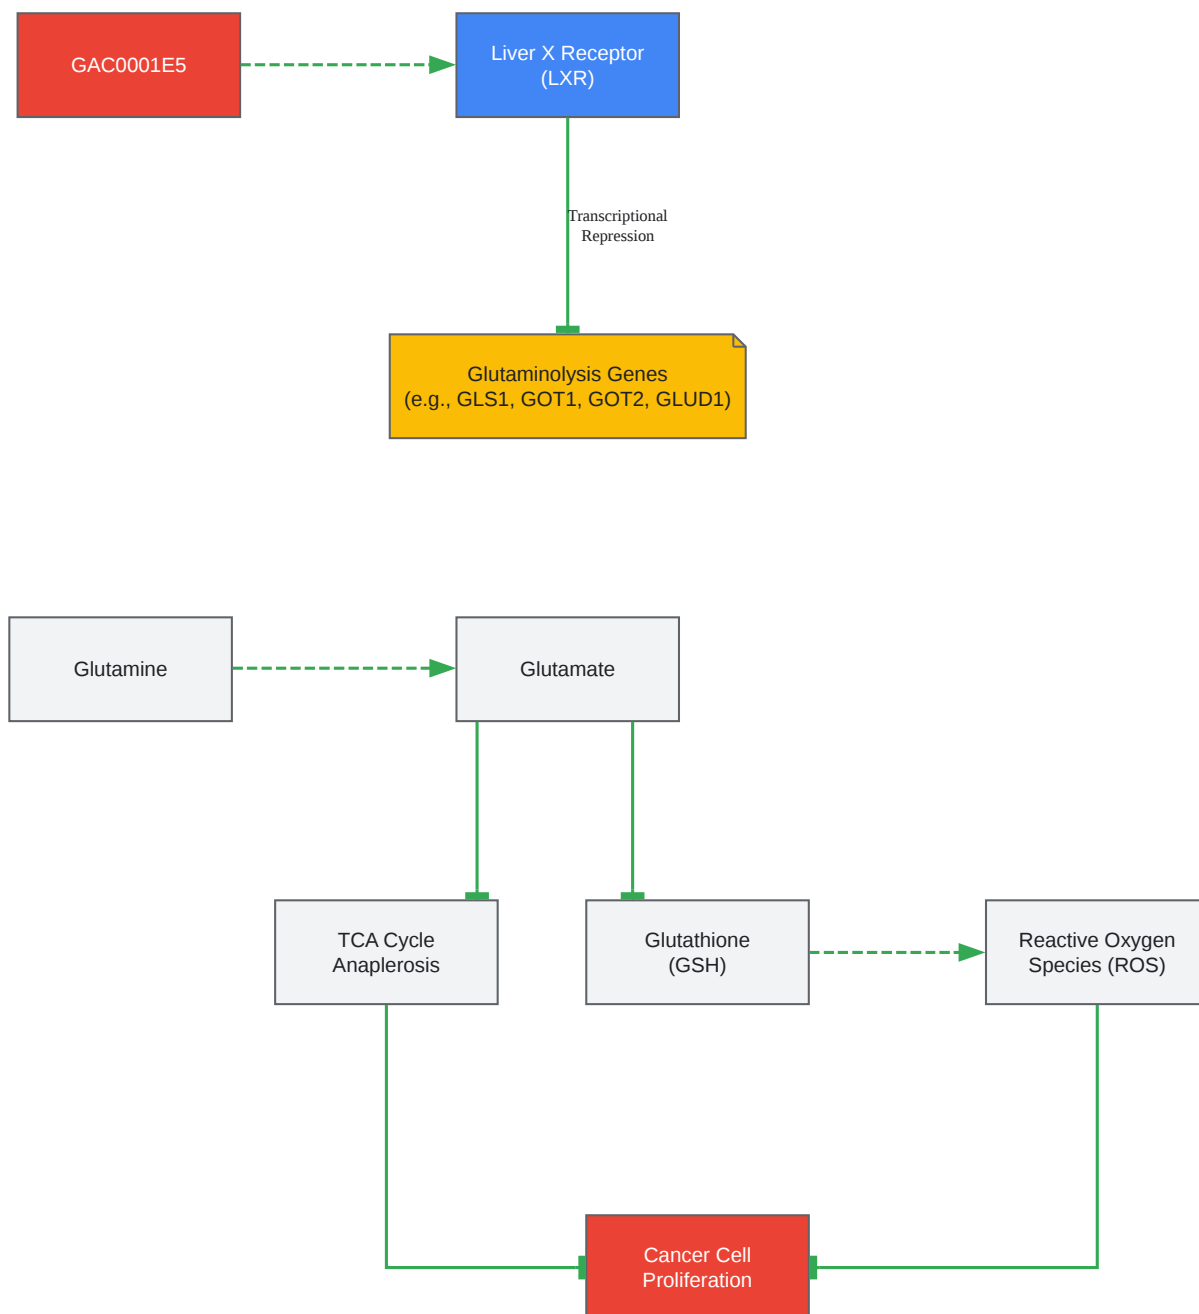 GAC0001E5
Liver X Receptor
(LXR)
Transcriptional
Repression
Glutaminolysis Genes
(e.g., GLS1, GOT1, GOT2, GLUD1)
Glutamine
Glutamate
TCA Cycle
Anaplerosis
Glutathione
(GSH)
Reactive Oxygen
Species (ROS)
Cancer Cell
Proliferation